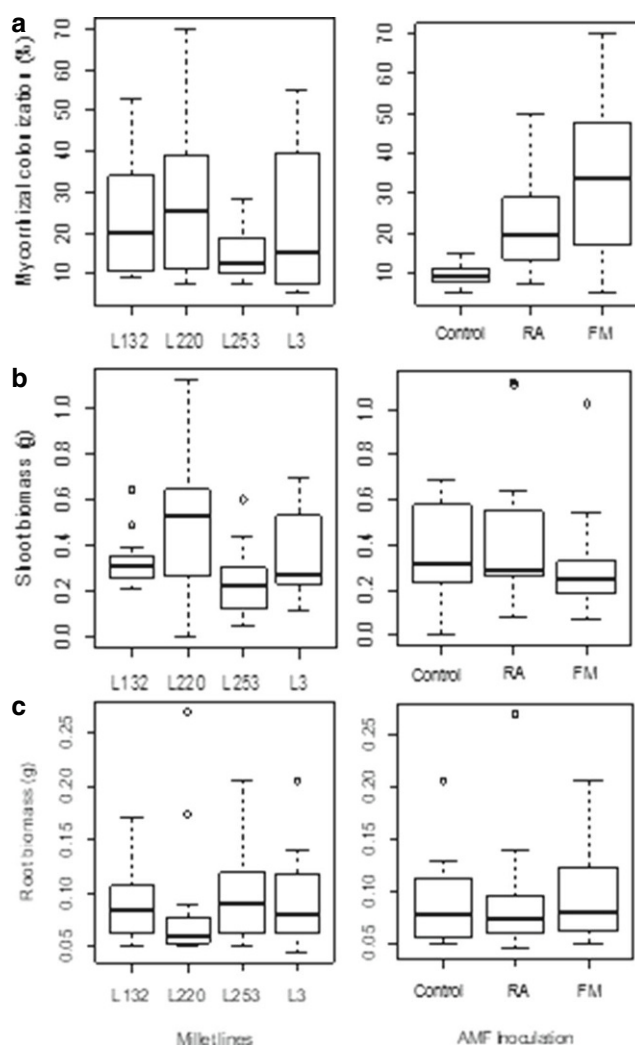 a
Mycorrhizal colonization (%)
10 20 30 40 50 60 70
L132 L220 L253 L3
10 20 30 40 50 60 70
Control RA FM
b
Shoot biomass (g)
0.0 0.2 0.4 0.6 0.8 1.0
L132 L220 L253 L3
0.0 0.2 0.4 0.6 0.8 1.0
Control RA FM
c
Root biomass (g)
0.05 0.10 0.15 0.20 0.25
L132 L220 L253 L3
Millet lines
0.05 0.10 0.15 0.20 0.25
Control RA FM
AMF Inoculation